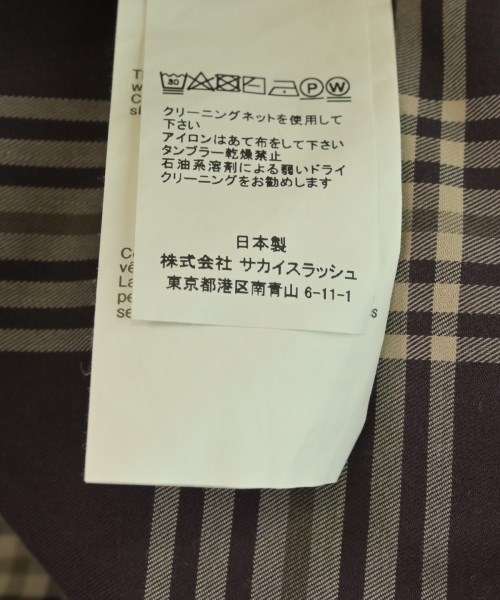 30 P W
クリーニングネットを使用して
下さい
アイロンはあて布をして下さい
タンブラー乾燥禁止
石油系溶剤による弱いドライ
クリーニングをお勧めします
日本製
株式会社 サカイスラッシュ
東京都港区南青山 6-11-1